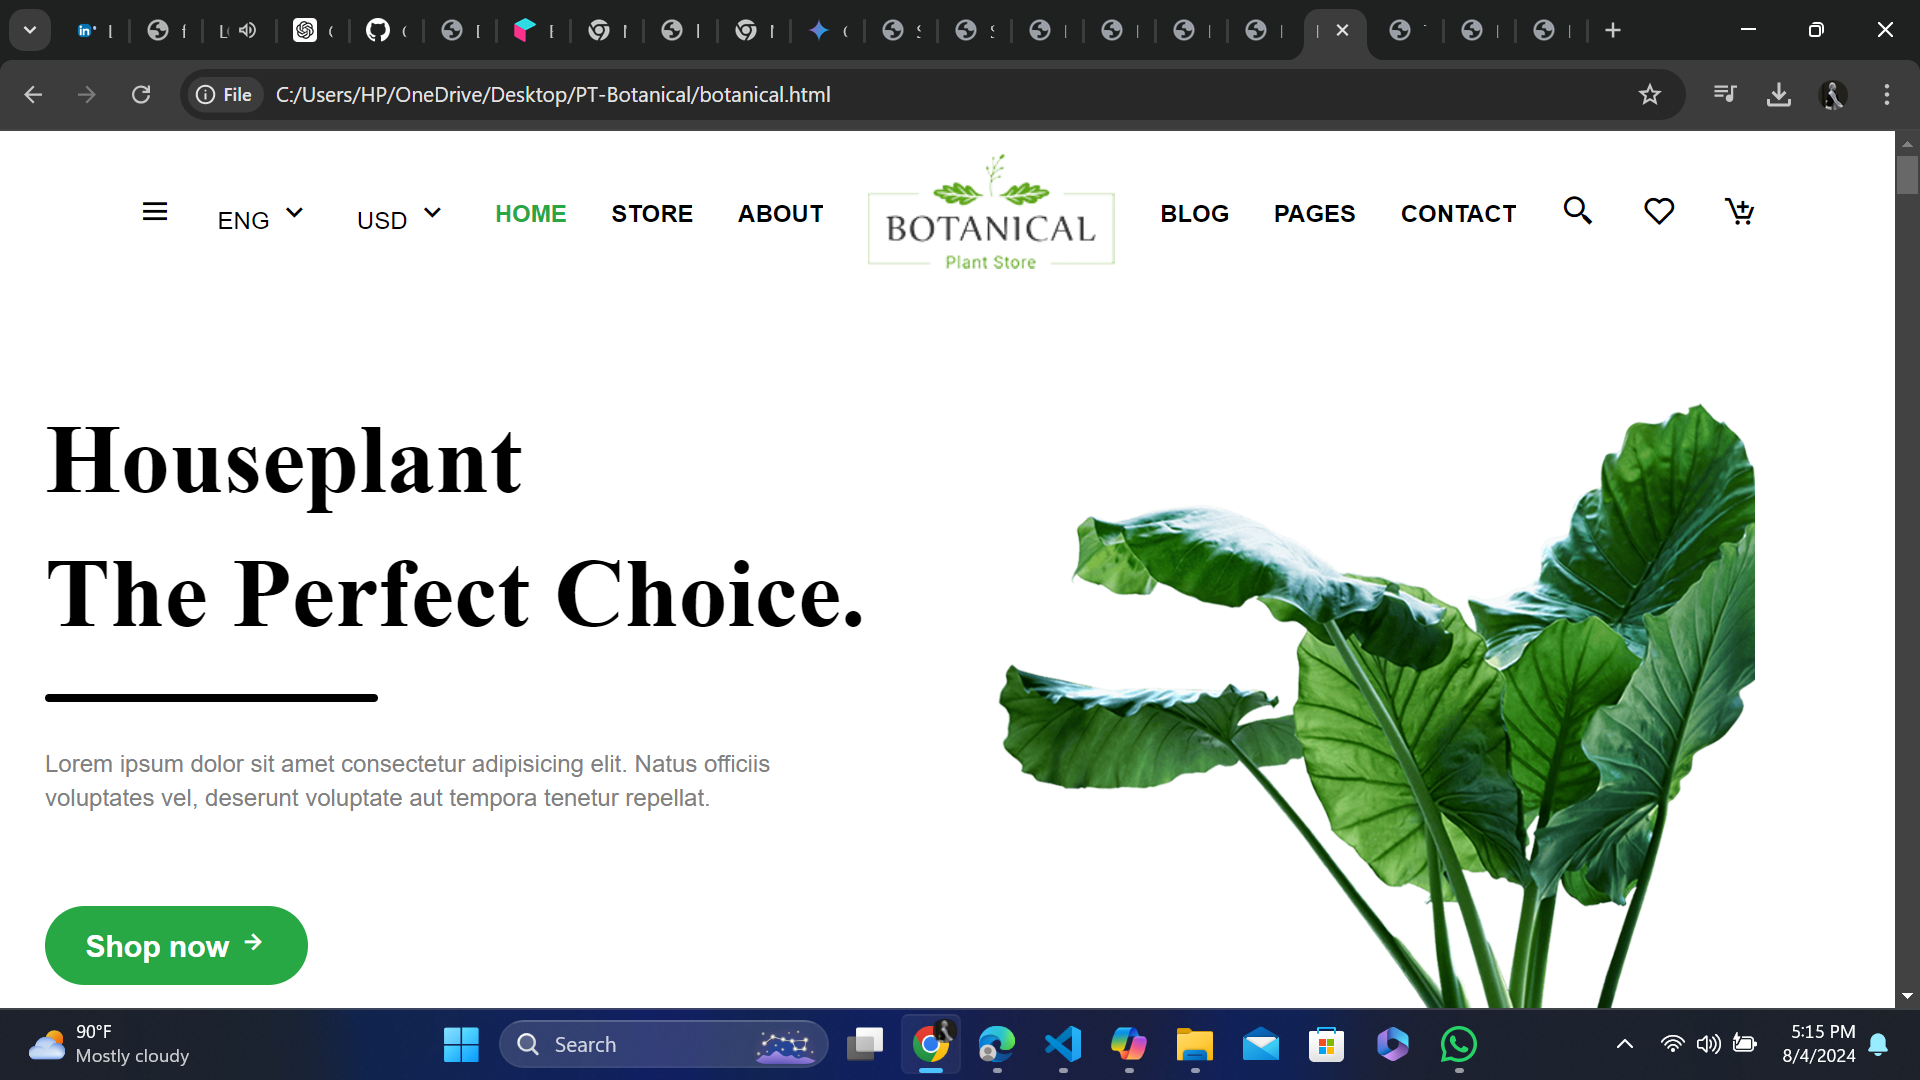 File C:/Users/HP/OneDrive/Desktop/PT-Botanical/botanical.html
ENG USD HOME STORE ABOUT
BOTANICAL
Plant Store
BLOG PAGES CONTACT
Houseplant
The Perfect Choice.
Lorem ipsum dolor sit amet consectetur adipisicing elit. Natus officiis
voluptates vel, deserunt voluptate aut tempora tenetur repellat.
Shop now
90°F
Mostly cloudy
Search
5:15 PM
8/4/2024